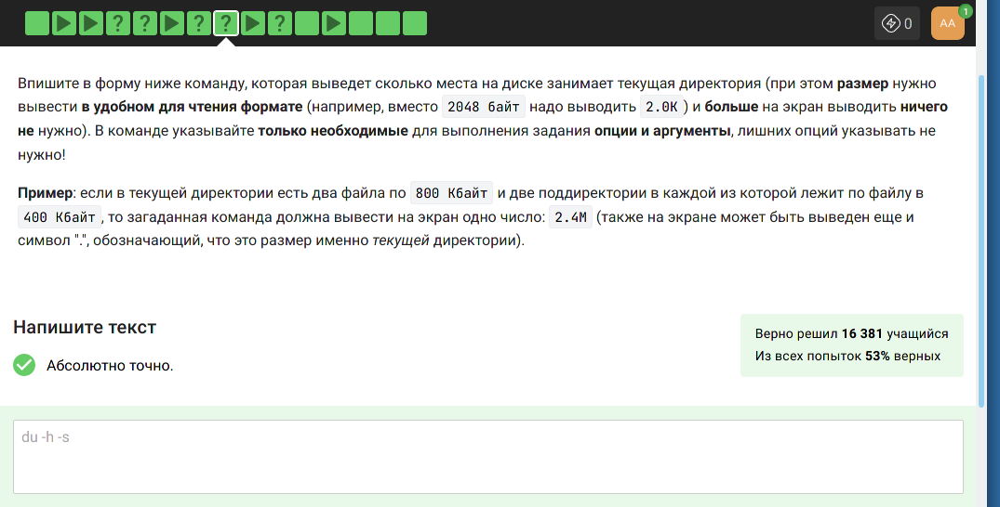 ? ? ? ? ? 0 AA 1
Впишите в форму ниже команду, которая выведет сколько места на диске занимает текущая директория (при этом размер нужно
вывести в удобном для чтения формате (например, вместо 2048 байт надо выводить 2.0K ) и больше на экран выводить ничего
не нужно). В команде указывайте только необходимые для выполнения задания опции и аргументы, лишних опций указывать не
нужно!
Пример: если в текущей директории есть два файла по 800 Кбайт и две поддиректории в каждой из которой лежит по файлу в
400 Кбайт , то загаданная команда должна вывести на экран одно число: 2.4M (также на экране может быть выведен еще и
символ ".", обозначающий, что это размер именно текущей директории).
Напишите текст
Верно решил 16 381 учащийся
Из всех попыток 53% верных
Абсолютно точно.
du -h -s